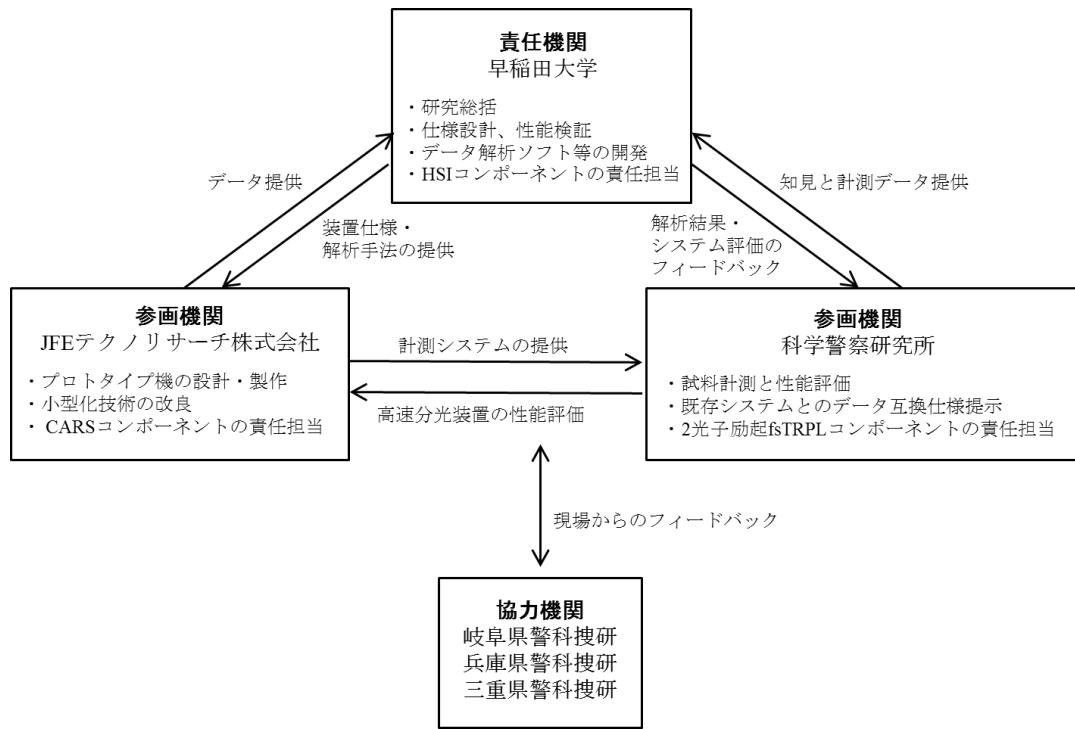 責任機関
早稲田大学
・研究総括
・仕様設計、性能検証
・データ解析ソフト等の開発
・HSIコンポーネントの責任担当
データ提供
知見と計測データ提供
装置仕様・
解析手法の提供
解析結果・
システム評価の
フィードバック
参画機関
JFEテクノリサーチ株式会社
・プロトタイプ機の設計・製作
・小型化技術の改良
・CARSコンポーネントの責任担当
計測システムの提供
高速分光装置の性能評価
参画機関
科学警察研究所
・試料計測と性能評価
・既存システムとのデータ互換仕様提示
・2光子励起fsTRPLコンポーネントの責任担当
現場からのフィードバック
協力機関
岐阜県警科捜研
兵庫県警科捜研
三重県警科捜研